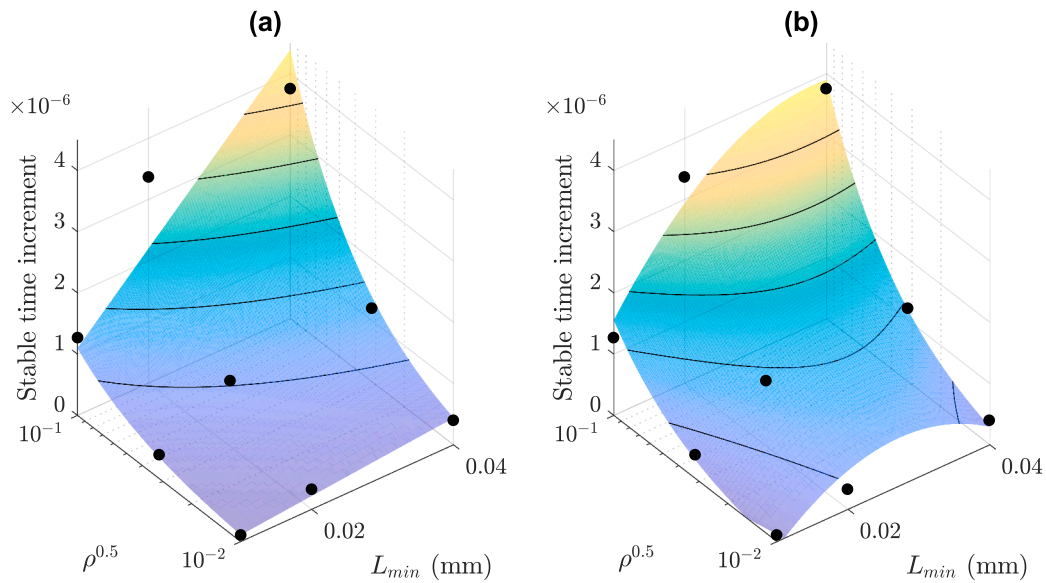 (a)
×10⁻⁶
4
3
2
1
0
10⁻¹
Stable time increment
ρ⁰·⁵
10⁻²
0.02
0.04
L_min (mm)
(b)
×10⁻⁶
4
3
2
1
0
10⁻¹
Stable time increment
ρ⁰·⁵
10⁻²
0.02
0.04
L_min (mm)